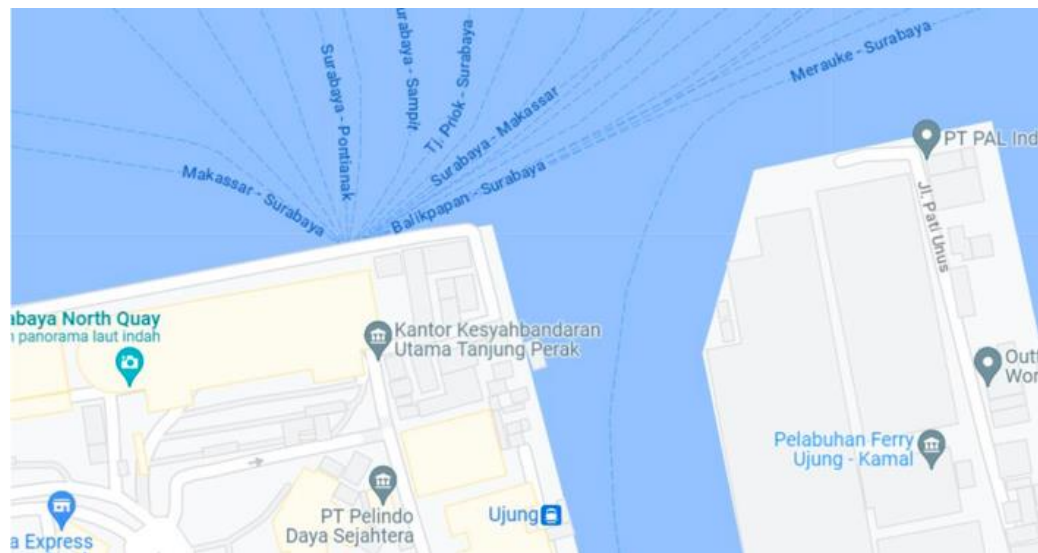 Surabaya - Pontianak
urabaya - Sampit
Tj. Priok - Surabaya
Surabaya - Makassar
Merauke - Surabaya
Makassar - Surabaya
Balikpapan - Surabaya
PT PAL Ind
Jl. Pati Unus
abaya North Quay
n panorama laut indah
Kantor Kesyahbandaran
Utama Tanjung Perak
Outf
Wor
Pelabuhan Ferry
Ujung - Kamal
PT Pelindo
Daya Sejahtera
Ujung
a Express